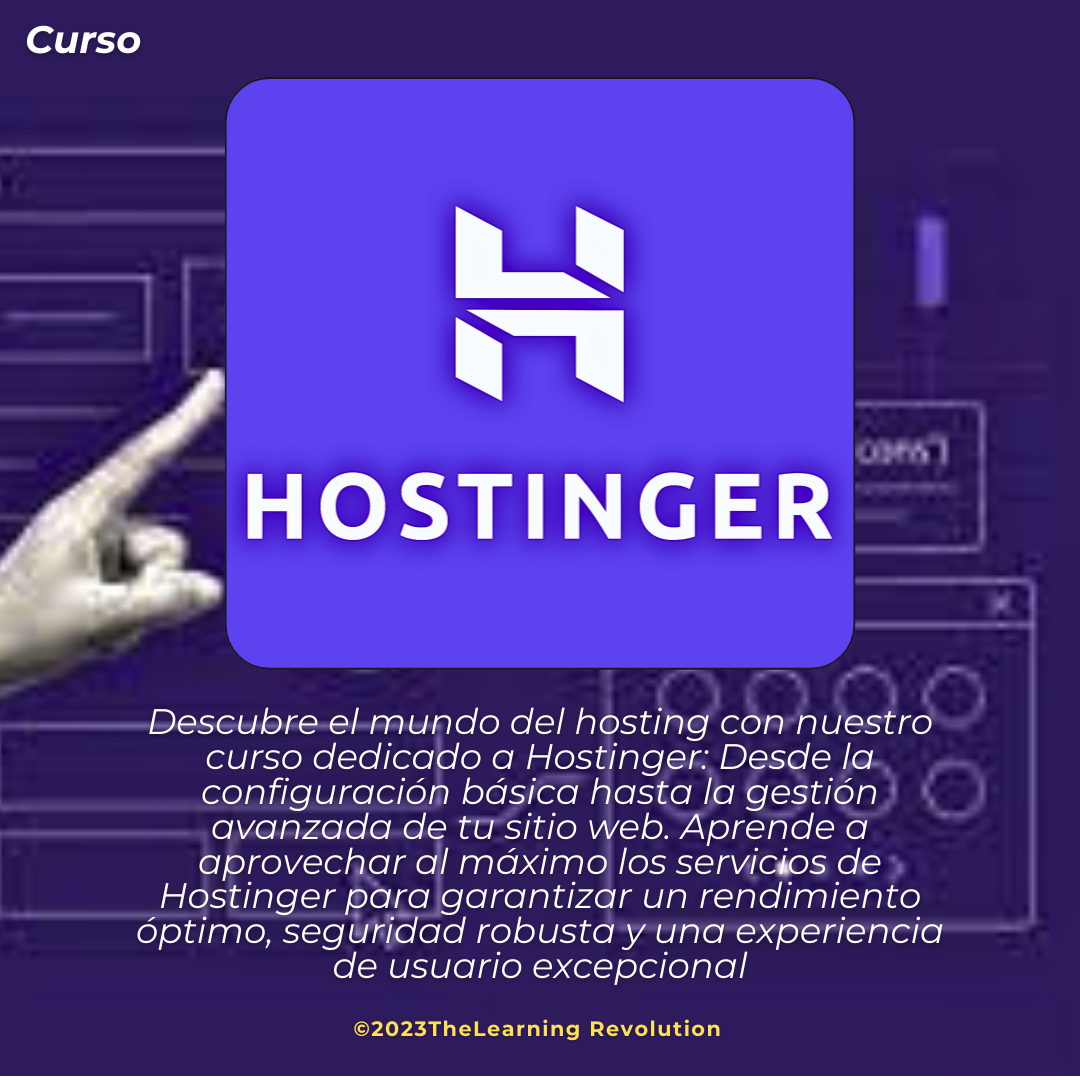 Curso
HOSTINGER
Descubre el mundo del hosting con nuestro
curso dedicado a Hostinger: Desde la
configuración básica hasta la gestión
avanzada de tu sitio web. Aprende a
aprovechar al máximo los servicios de
Hostinger para garantizar un rendimiento
óptimo, seguridad robusta y una experiencia
de usuario excepcional
©2023TheLearning Revolution